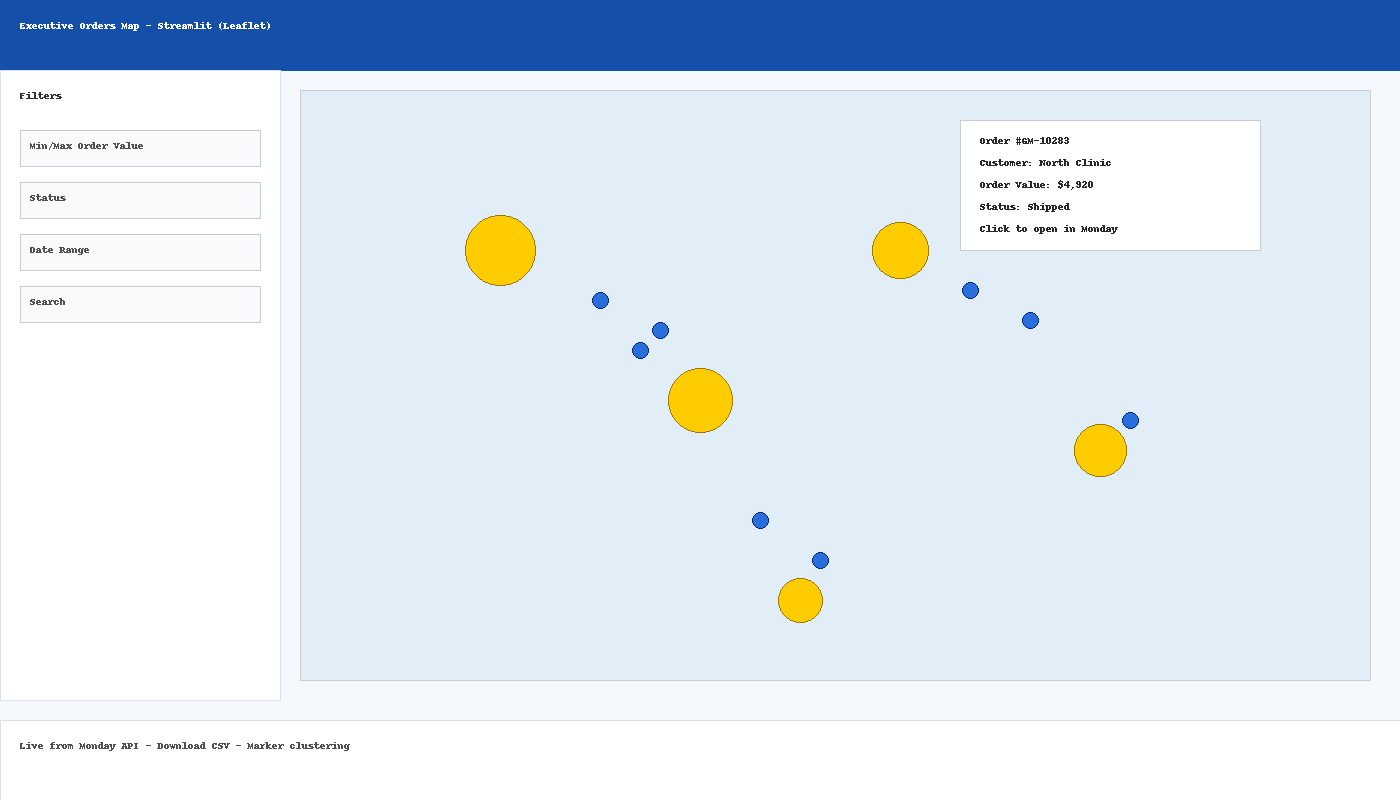 Executive Orders Map - Streamlit (Leaflet)
Filters
Min/Max Order Value
Status
Date Range
Search
Order #GM-10283
Customer: North Clinic
Order Value: $4,920
Status: Shipped
Click to open in Monday
Live from Monday API - Download CSV - Marker clustering